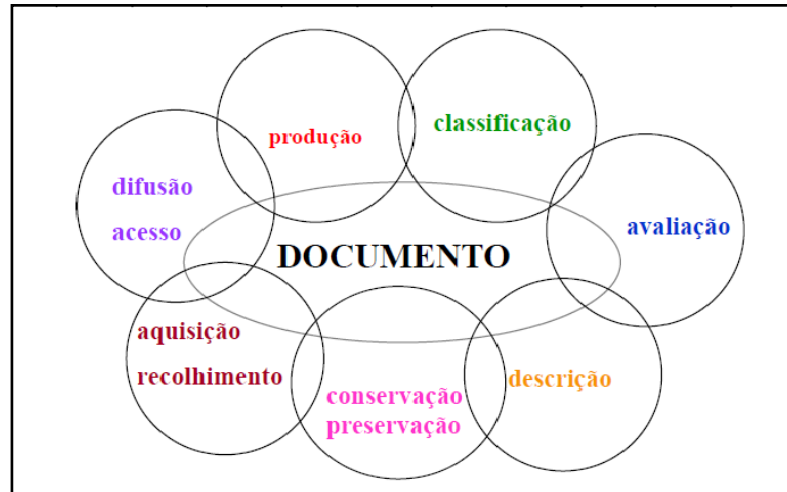 produção
classificação
difusão
acesso
avaliação
DOCUMENTO
aquisição
recolhimento
conservação
preservação
descrição